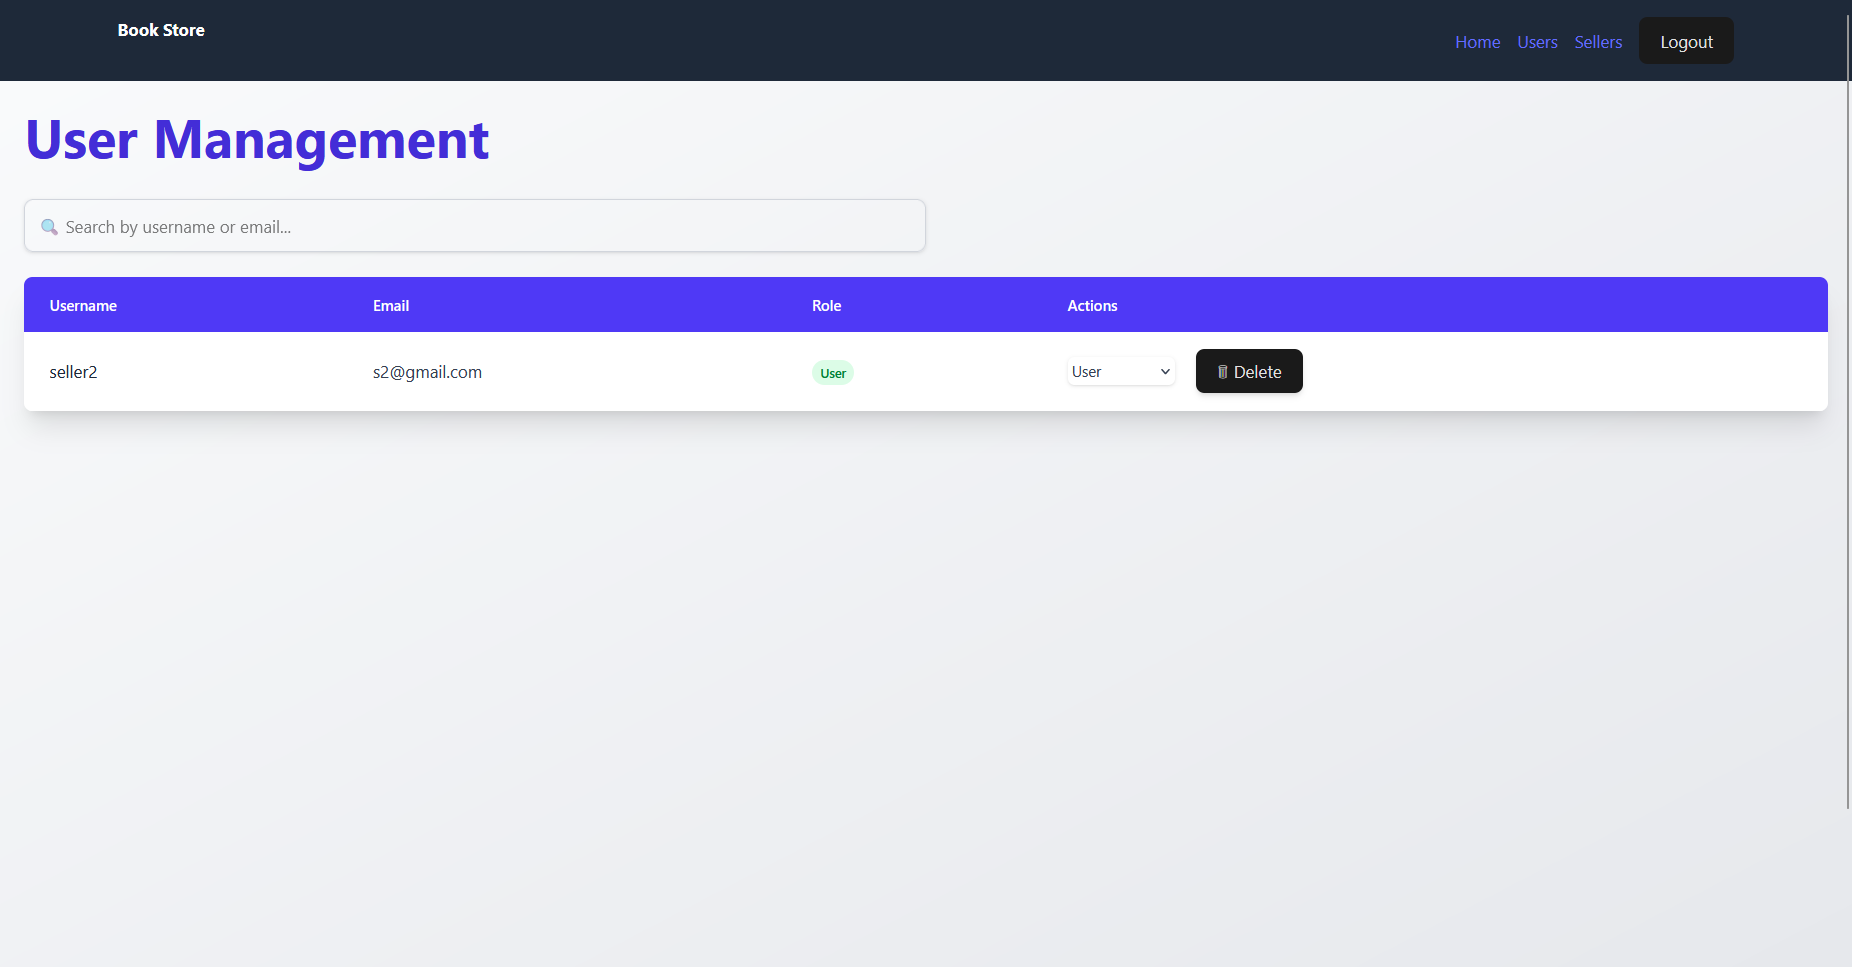 Book Store
Home Users Sellers Logout
User Management
🔍 Search by username or email...
Username Email Role Actions
seller2 s2@gmail.com User User 🗑 Delete